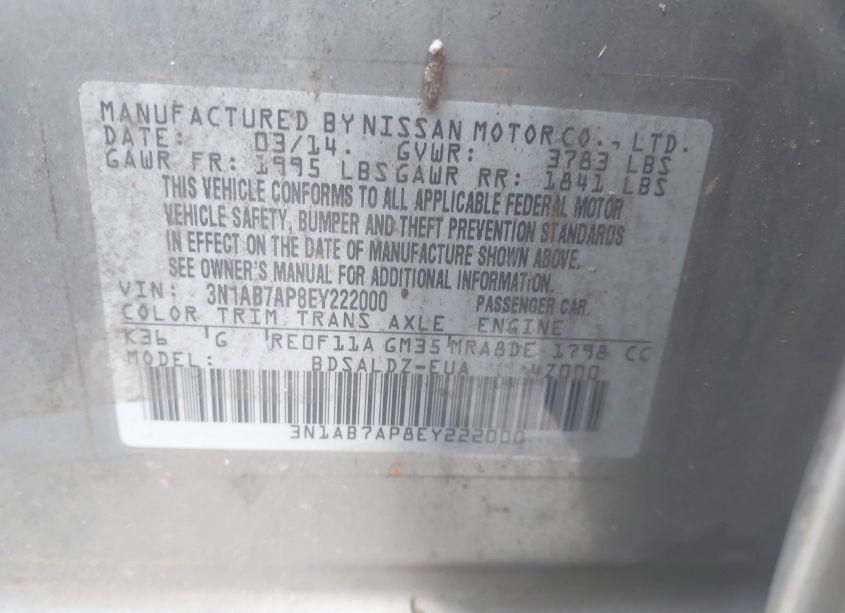 MANUFACTURED BY NISSAN MOTOR CO., LTD.
DATE: 03/14. GVWR: 3783 LBS
GAWR FR: 1995 LBS GAWR RR: 1841 LBS
THIS VEHICLE CONFORMS TO ALL APPLICABLE FEDERAL MOTOR
VEHICLE SAFETY, BUMPER AND THEFT PREVENTION STANDARDS
IN EFFECT ON THE DATE OF MANUFACTURE SHOWN ABOVE.
SEE OWNER'S MANUAL FOR ADDITIONAL INFORMATION.
VIN: 3N1AB7AP8EY222000 PASSENGER CAR.
COLOR TRIM TRANS AXLE ENGINE
K36 G RE0F11A GM35 MRA8DE 1798 CC
MODEL: BDSALDZ-EUA 4Z000
3N1AB7AP8EY222000